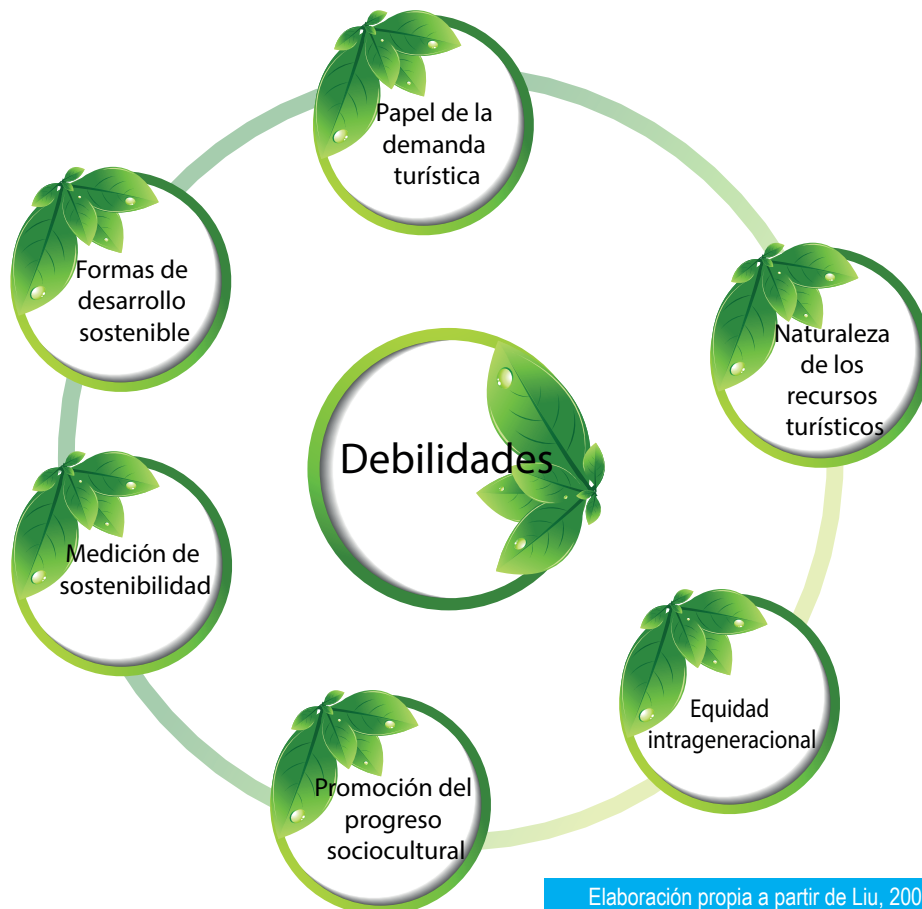 Papel de la
demanda
turística
Naturaleza
de los
recursos
turísticos
Equidad
intrageneracional
Promoción del
progreso
sociocultural
Medición de
sostenibilidad
Formas de
desarrollo
sostenible
Debilidades
Elaboración propia a partir de Liu,